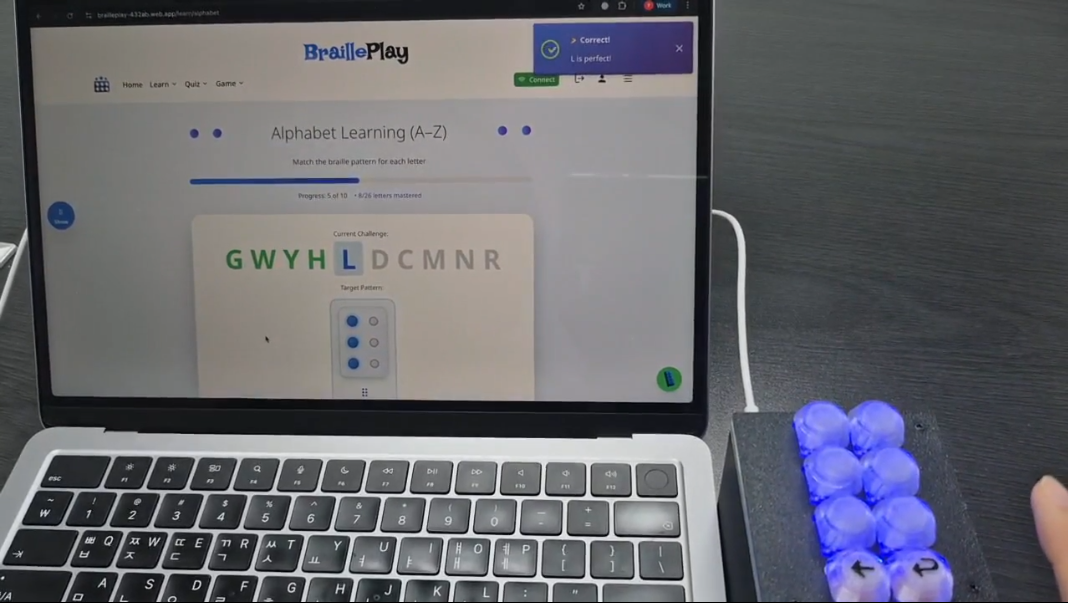 brailleplay-432ab.web.app/learn/alphabet
Work
BraillePlay
Correct!
L is perfect!
Home Learn Quiz Game
Connect
Alphabet Learning (A–Z)
Match the braille pattern for each letter
Progress: 5 of 10 • 8/26 letters mastered
Current Challenge:
G W Y H L D C M N R
Target Pattern:
esc F1 F2 F3 F4 F5 F6 F7 F8 F9 F10 F11 F12
~ ₩ ! 1 @ 2 # 3 $ 4 % 5 ^ 6 & 7 * 8 ( 9 ) 0 _ - + =
ㅃ Q ㅂ ㅉ W ㅈ ㄸ E ㄷ ㄲ R ㄱ ㅆ T ㅅ Y ㅛ U ㅕ I ㅑ ㅒ O ㅐ ㅖ P ㅔ { [ } ] | \
A ㅁ S ㄴ D F G H J K L : ; "